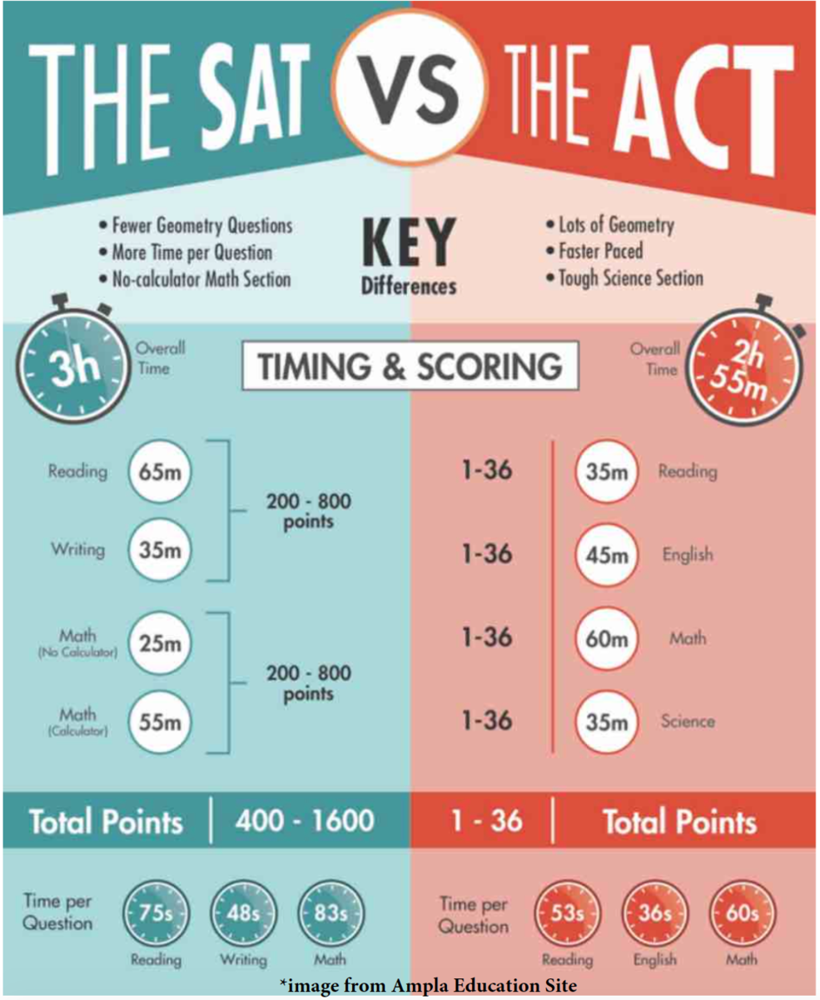 THE SAT VS THE ACT
• Fewer Geometry Questions
• More Time per Question
• No-calculator Math Section
KEY
Differences
• Lots of Geometry
• Faster Paced
• Tough Science Section
3h
Overall
Time
TIMING & SCORING
Overall
Time
2h
55m
Reading 65m
Writing 35m
200 - 800
points
Math
(No Calculator)
25m
Math
(Calculator)
55m
200 - 800
points
1-36 35m Reading
1-36 45m English
1-36 60m Math
1-36 35m Science
Total Points 400 - 1600
1 - 36 Total Points
Time per
Question
75s 48s 83s
Reading Writing Math
Time per
Question
53s 36s 60s
Reading English Math
*image from Ampla Education Site